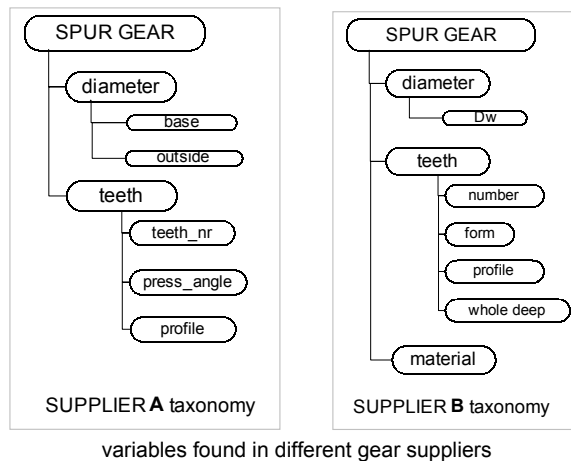 SPUR GEAR
diameter
base
outside
teeth
teeth_nr
press_angle
profile
SUPPLIER A taxonomy
SPUR GEAR
diameter
Dw
teeth
number
form
profile
whole deep
material
SUPPLIER B taxonomy
variables found in different gear suppliers